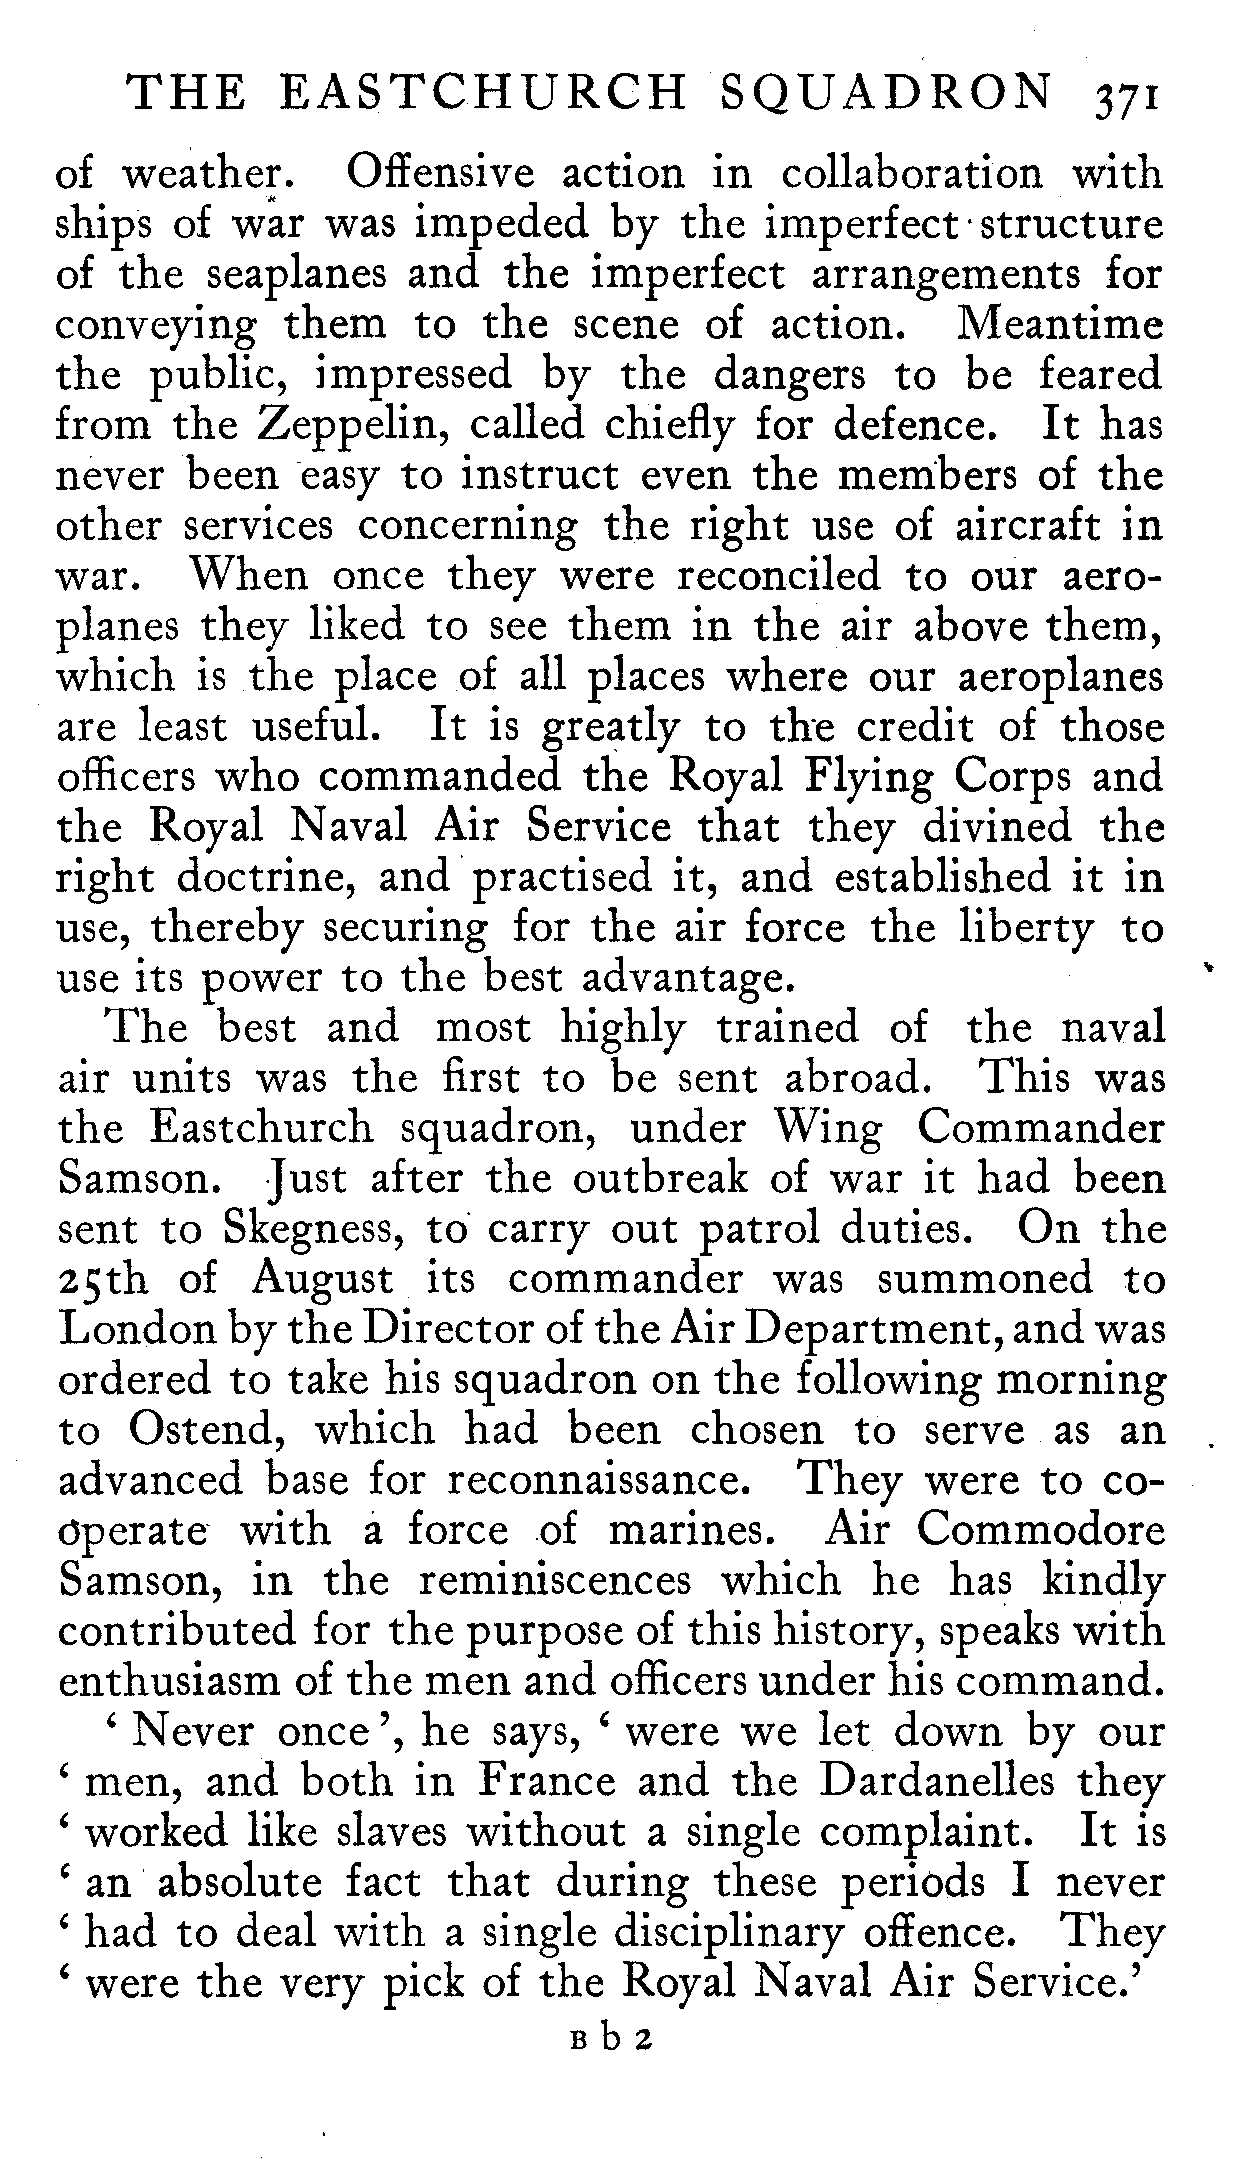 THE EASTCHURCH SQUADRON 371
of weather. Offensive action in collaboration with
ships of war was impeded by the imperfect structure
of the seaplanes and the imperfect arrangements for
conveying them to the scene of action. Meantime
the public, impressed by the dangers to be feared
from the Zeppelin, called chiefly for defence. It has
never been easy to instruct even the members of the
other services concerning the right use of aircraft in
war. When once they were reconciled to our aero-
planes they liked to see them in the air above them,
which is the place of all places where our aeroplanes
are least useful. It is greatly to the credit of those
officers who commanded the Royal Flying Corps and
the Royal Naval Air Service that they divined the
right doctrine, and practised it, and established it in
use, thereby securing for the air force the liberty to
use its power to the best advantage.
The best and most highly trained of the naval
air units was the first to be sent abroad. This was
the Eastchurch squadron, under Wing Commander
Samson. Just after the outbreak of war it had been
sent to Skegness, to carry out patrol duties. On the
25th of August its commander was summoned to
London by the Director of the Air Department, and was
ordered to take his squadron on the following morning
to Ostend, which had been chosen to serve as an
advanced base for reconnaissance. They were to co-
operate with a force of marines. Air Commodore
Samson, in the reminiscences which he has kindly
contributed for the purpose of this history, speaks with
enthusiasm of the men and officers under his command.
‘ Never once ’, he says, ‘ were we let down by our
‘ men, and both in France and the Dardanelles they
‘ worked like slaves without a single complaint. It is
‘ an absolute fact that during these periods I never
‘ had to deal with a single disciplinary offence. They
‘ were the very pick of the Royal Naval Air Service.’
B b 2